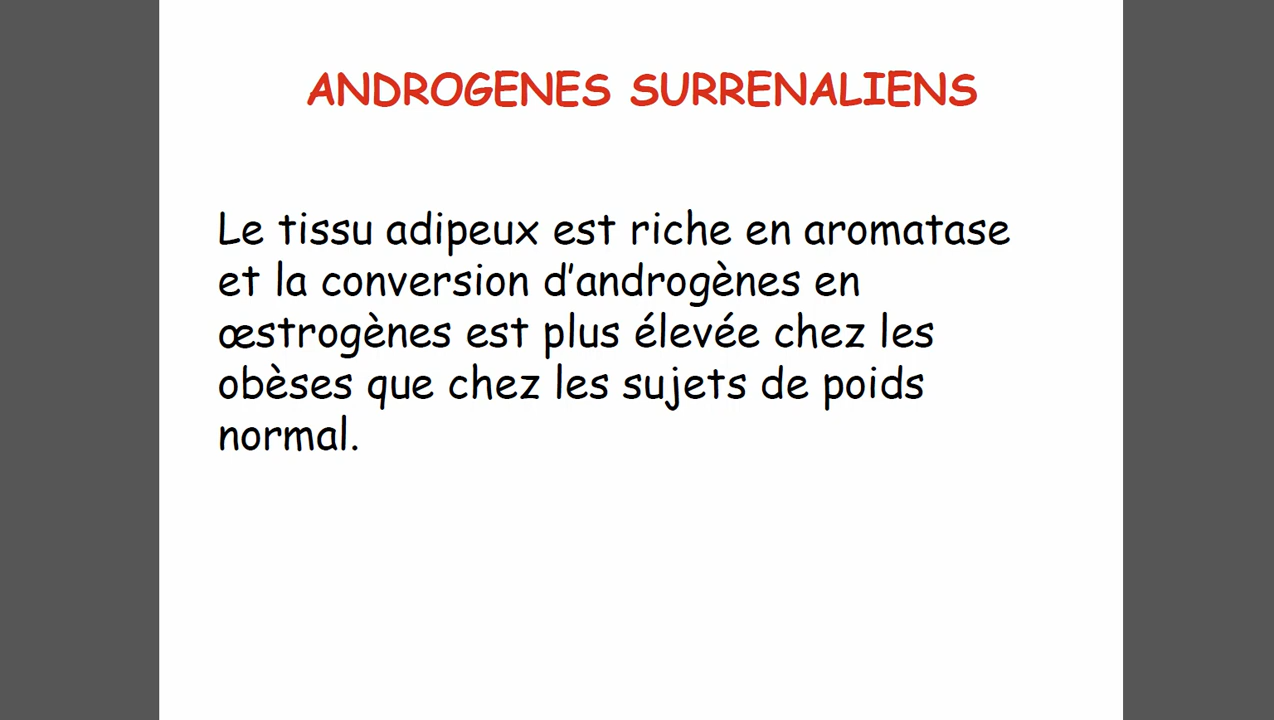 ANDROGENES SURRENALIENS
Le tissu adipeux est riche en aromatase
et la conversion d’androgènes en
œstrogènes est plus élevée chez les
obèses que chez les sujets de poids
normal.